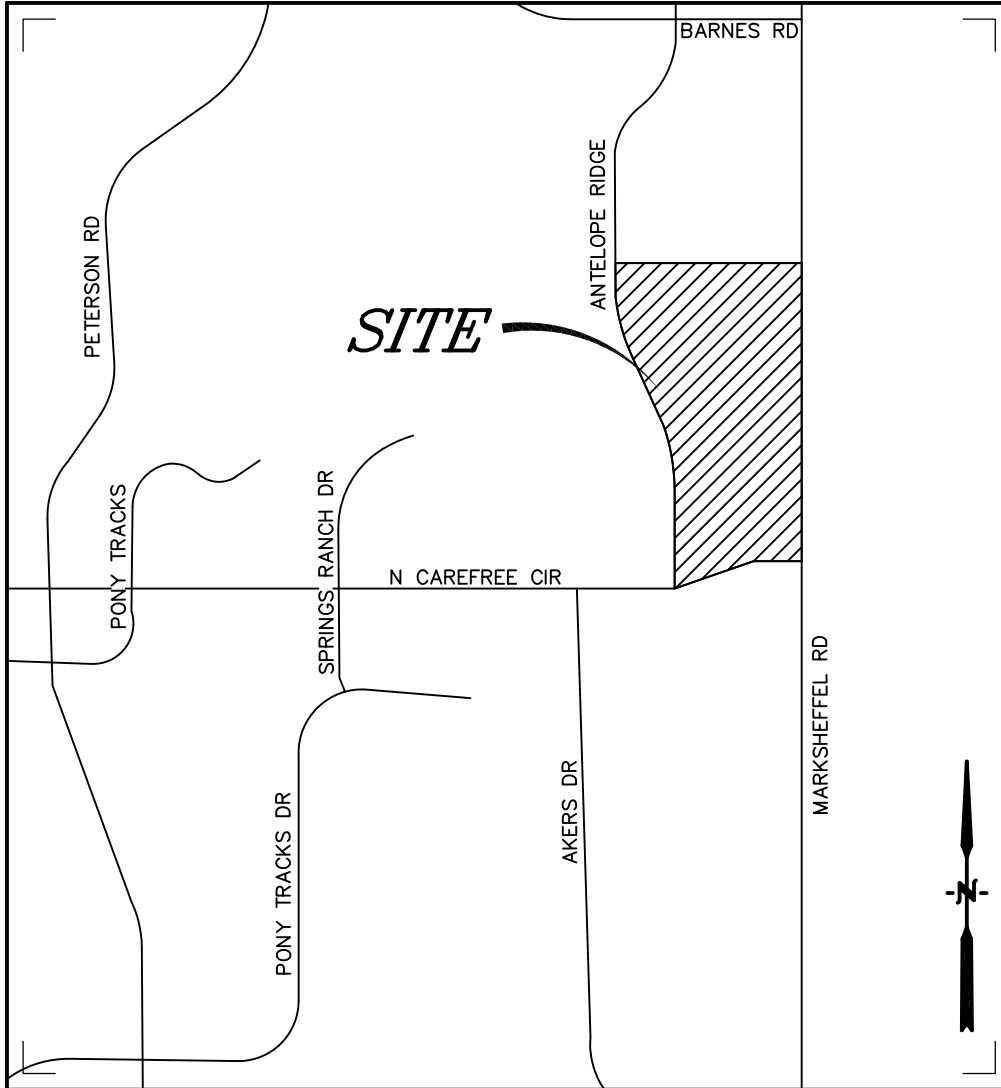 BARNES RD
ANTELOPE RIDGE
PETERSON RD
SITE
PONY TRACKS
SPRINGS RANCH DR
N CAREFREE CIR
MARKSHEFFEL RD
AKERS DR
PONY TRACKS DR
N